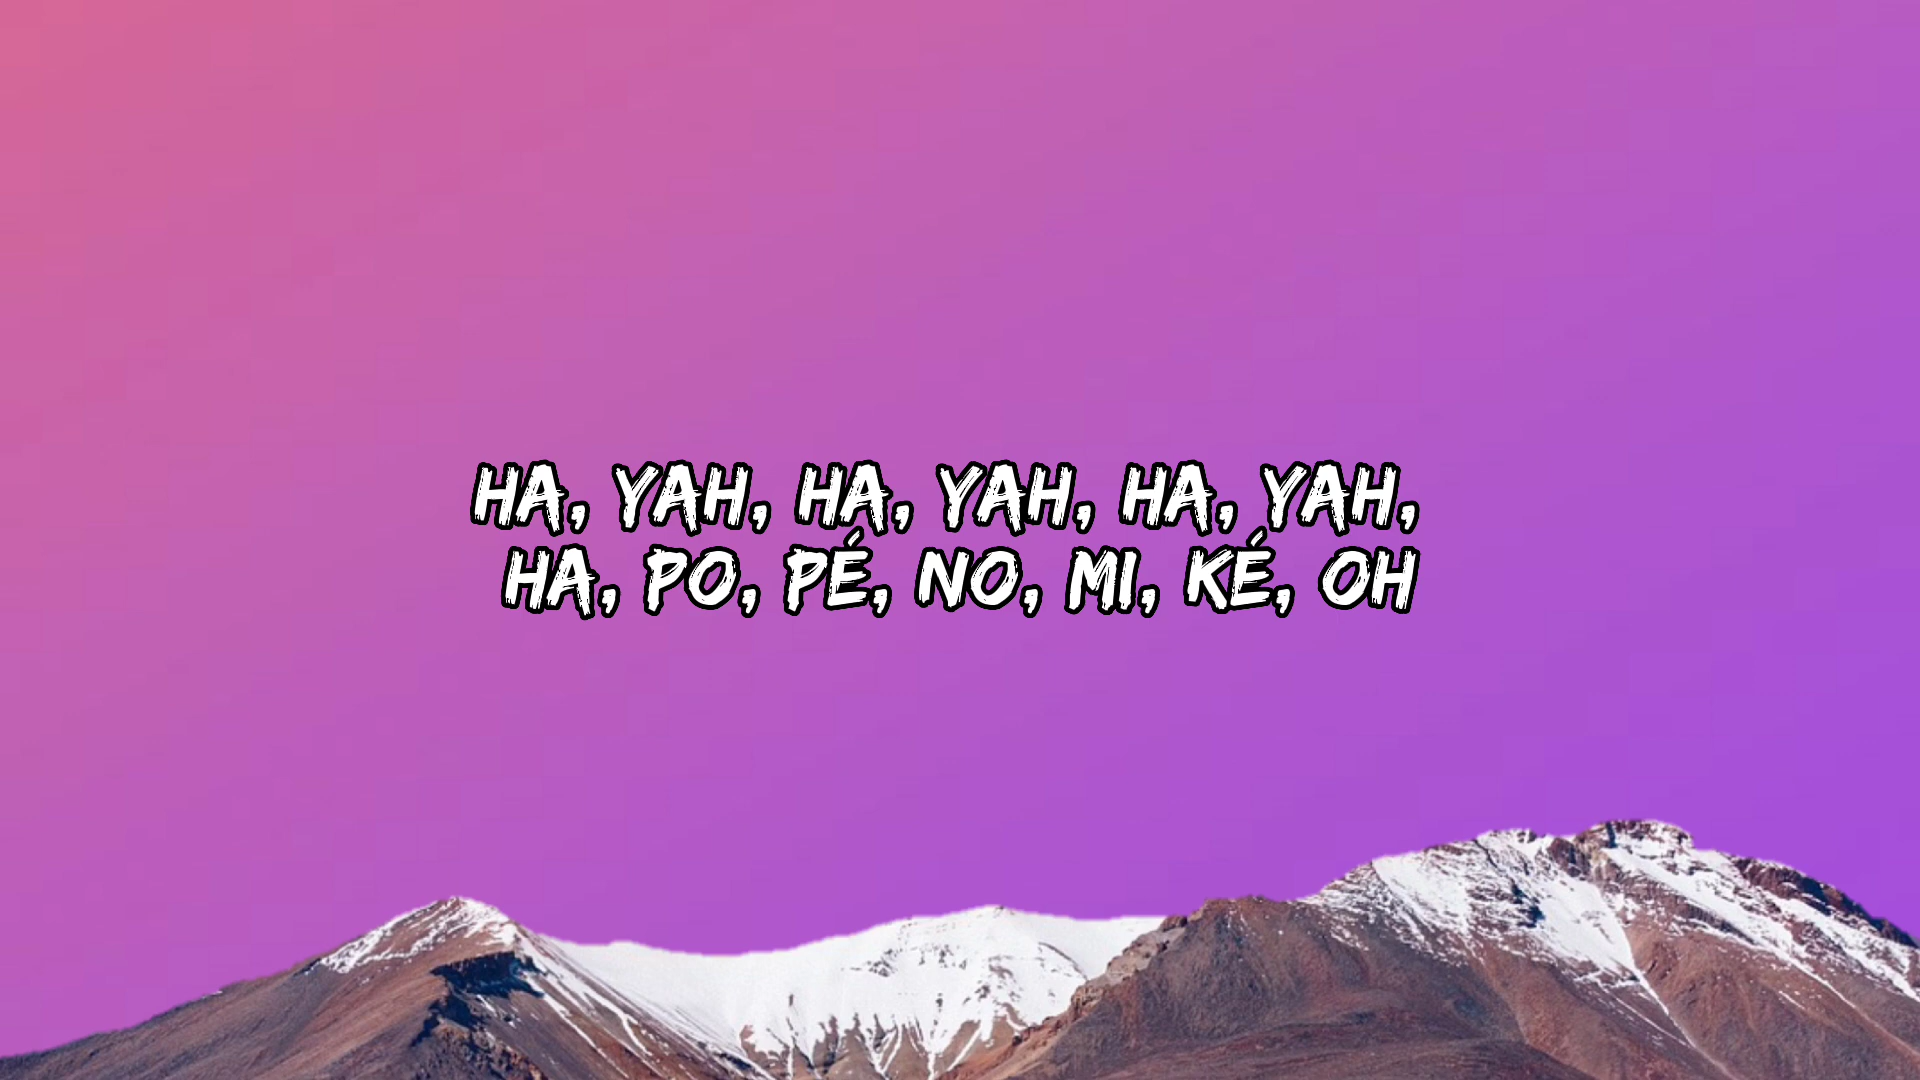 HA, YAH, HA, YAH, HA, YAH,
HA, PO, PÉ, NO, MI, KÉ, OH